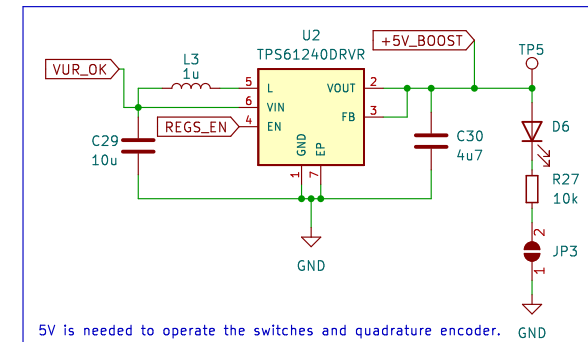 U2
TPS61240DRVR
+5V_BOOST
TP5
VUR_OK
L3
1u
5
L
VOUT
2
6
VIN
4
EN
FB
3
REGS_EN
D6
C29
10u
C30
4u7
GND
EP
1
7
R27
10k
2
JP3
1
GND
5V is needed to operate the switches and quadrature encoder.
GND